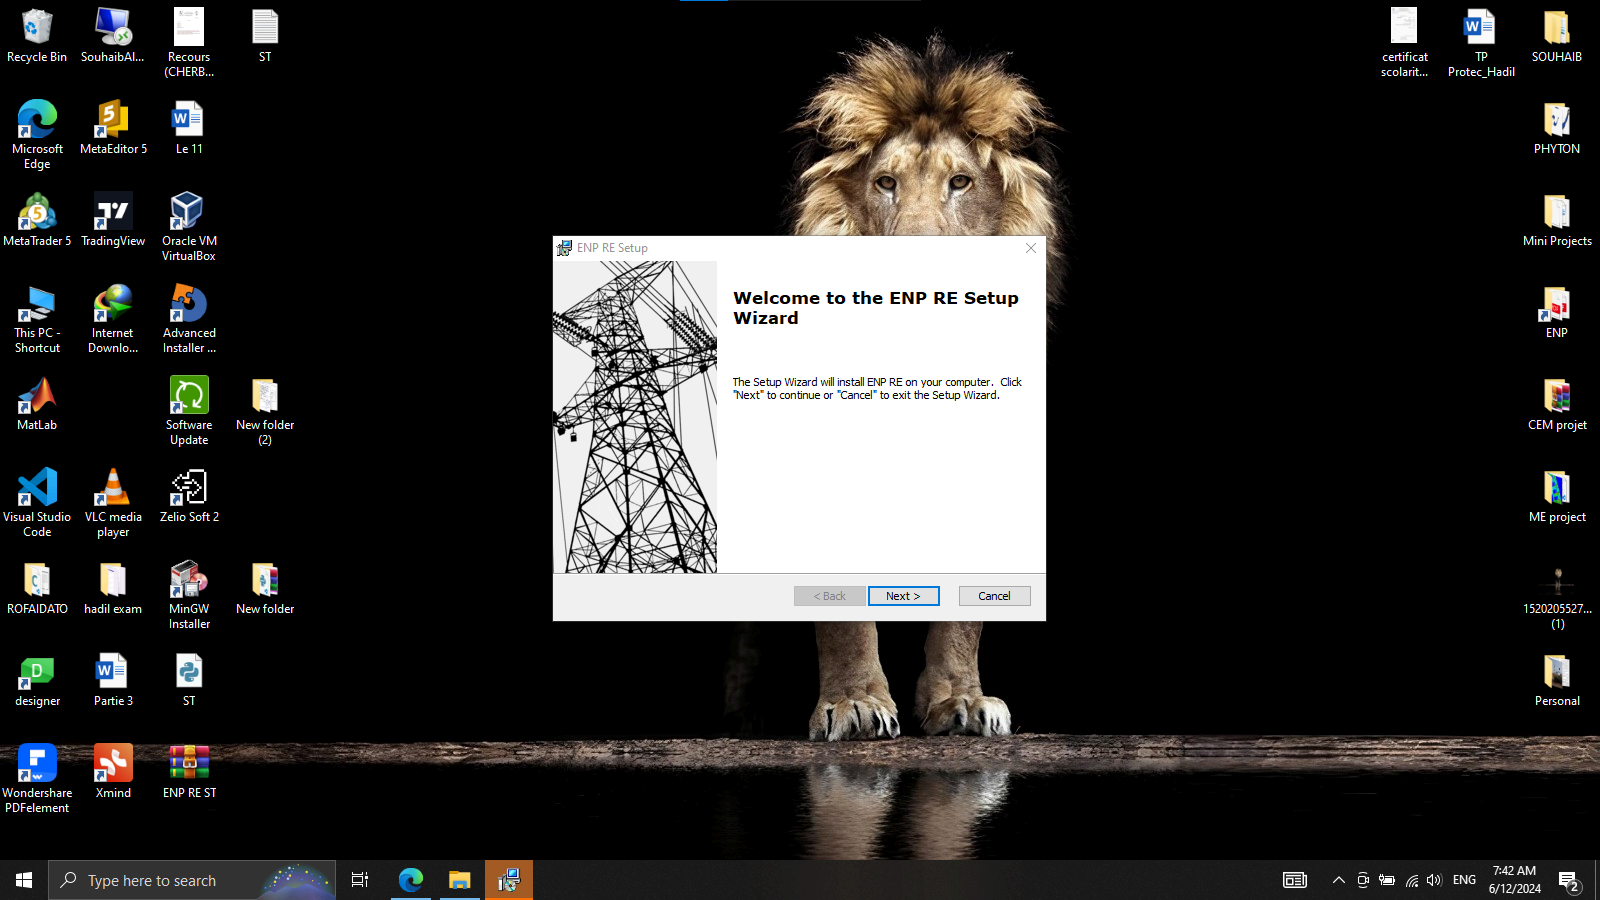 Recycle Bin
SouhaibAl...
Recours
(CHERB...
ST
certificat
scolarit...
TP
Protec_Hadil
SOUHAIB
Microsoft
Edge
MetaEditor 5
Le 11
PHYTON
MetaTrader 5
TradingView
Oracle VM
VirtualBox
Mini Projects
This PC -
Shortcut
Internet
Downlo...
Advanced
Installer ...
ENP
MatLab
Software
Update
New folder
(2)
CEM projet
Visual Studio
Code
VLC media
player
Zelio Soft 2
ME project
ROFAIDATO
hadil exam
MinGW
Installer
New folder
1520205527...
(1)
designer
Partie 3
ST
Personal
Wondershare
PDFelement
Xmind
ENP RE ST
ENP RE Setup
Welcome to the ENP RE Setup
Wizard
The Setup Wizard will install ENP RE on your computer. Click
"Next" to continue or "Cancel" to exit the Setup Wizard.
< Back
Next >
Cancel
Type here to search
ENG
7:42 AM
6/12/2024
2